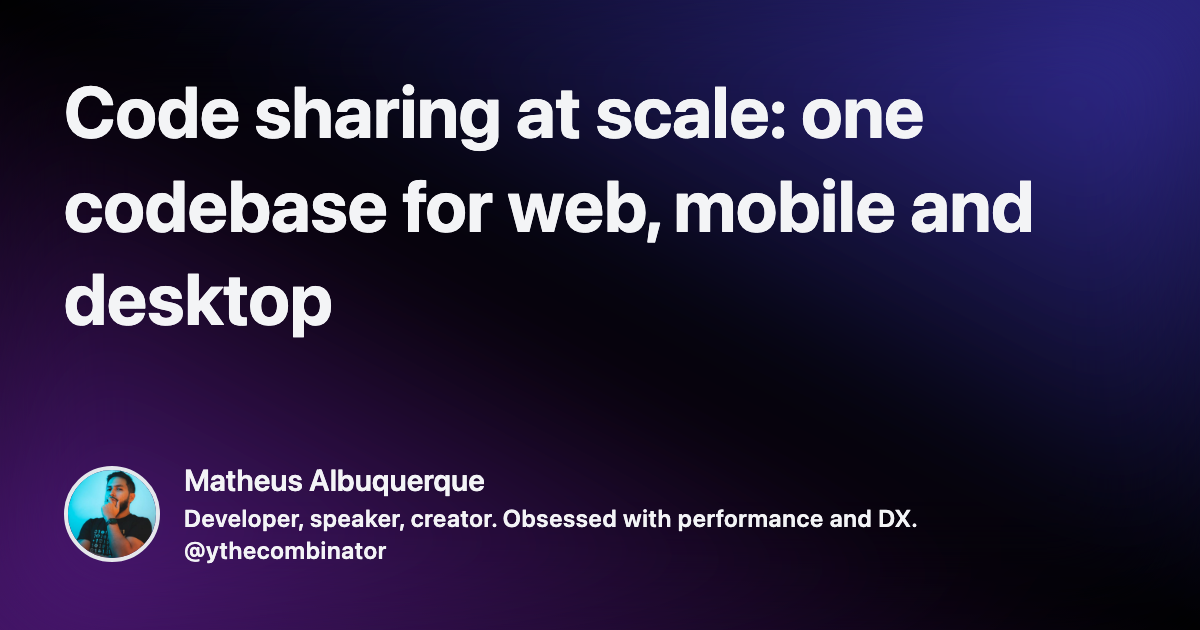 Code sharing at scale: one
codebase for web, mobile and
desktop
Matheus Albuquerque
Developer, speaker, creator. Obsessed with performance and DX.
@ythecombinator